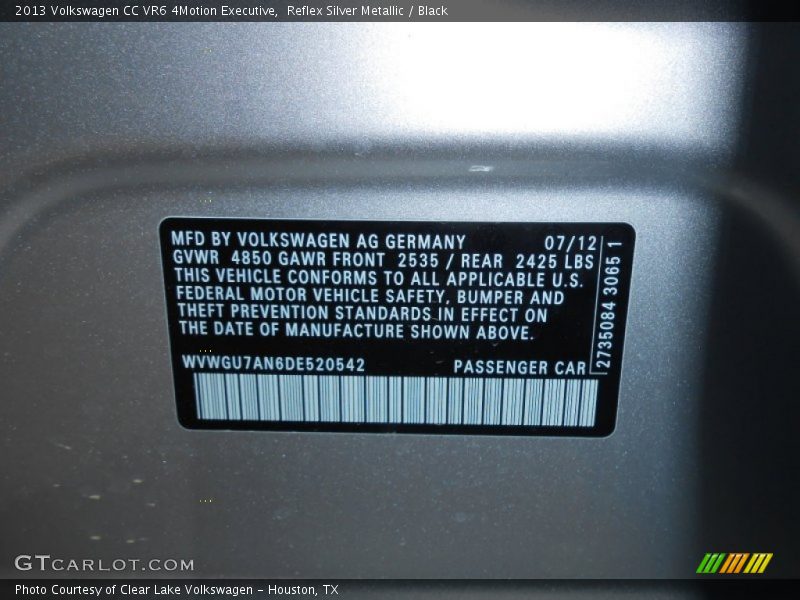 2013 Volkswagen CC VR6 4Motion Executive,  Reflex Silver Metallic / Black
MFD BY VOLKSWAGEN AG GERMANY 07/12
GVWR 4850 GAWR FRONT 2535 / REAR 2425 LBS
THIS VEHICLE CONFORMS TO ALL APPLICABLE U.S.
FEDERAL MOTOR VEHICLE SAFETY, BUMPER AND
THEFT PREVENTION STANDARDS IN EFFECT ON
THE DATE OF MANUFACTURE SHOWN ABOVE.
WVWGU7AN6DE520542 PASSENGER CAR
2735084 3065 1
GTCARLOT.COM
Photo Courtesy of Clear Lake Volkswagen - Houston, TX